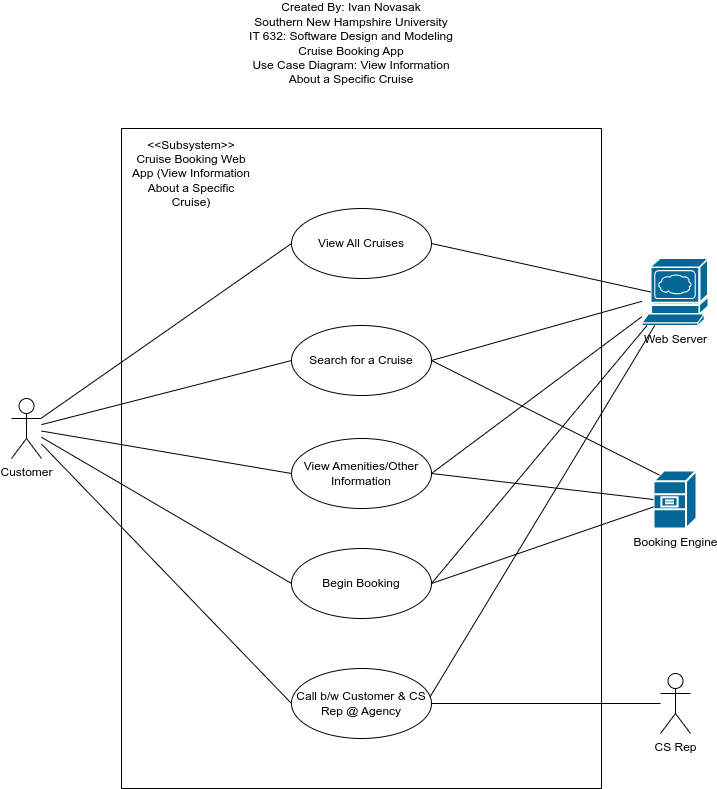 Created By: Ivan Novasak
Southern New Hampshire University
IT 632: Software Design and Modeling
Cruise Booking App
Use Case Diagram: View Information
About a Specific Cruise
<<Subsystem>>
Cruise Booking Web
App (View Information
About a Specific
Cruise)
View All Cruises
Search for a Cruise
View Amenities/Other
Information
Begin Booking
Call b/w Customer & CS
Rep @ Agency
Customer
Web Server
Booking Engine
CS Rep